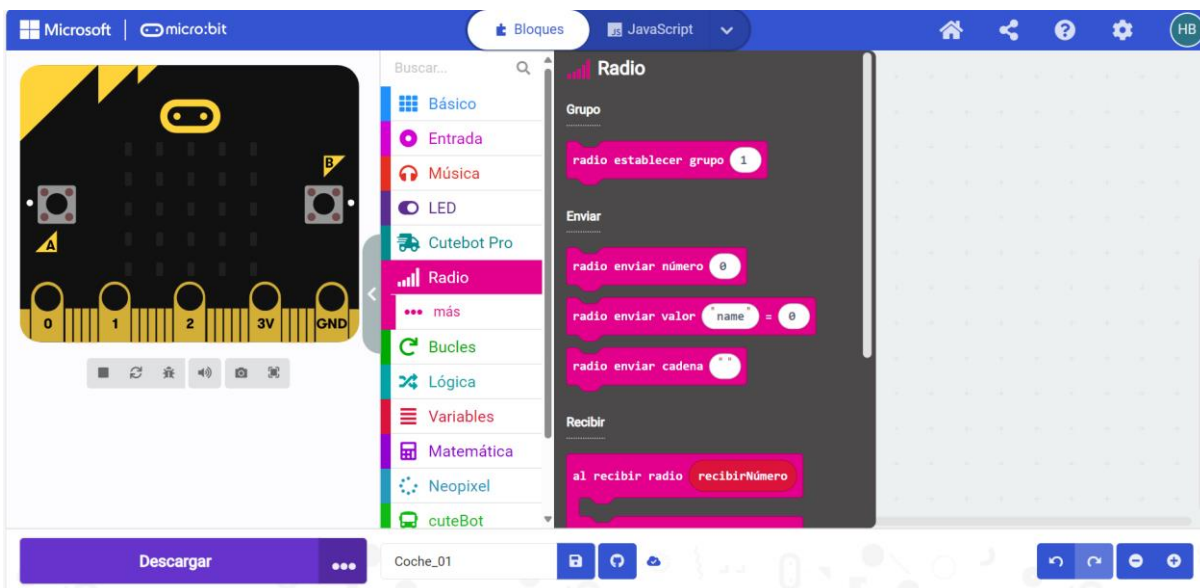 Microsoft
micro:bit
Bloques
JavaScript
HB
A
B
0
1
2
3V
GND
Buscar...
Básico
Entrada
Música
LED
Cutebot Pro
Radio
más
Bucles
Lógica
Variables
Matemática
Neopixel
cuteBot
Radio
Grupo
radio establecer grupo 1
Enviar
radio enviar número 0
radio enviar valor "name" = 0
radio enviar cadena " "
Recibir
al recibir radio recibirNúmero
Descargar
Coche_01